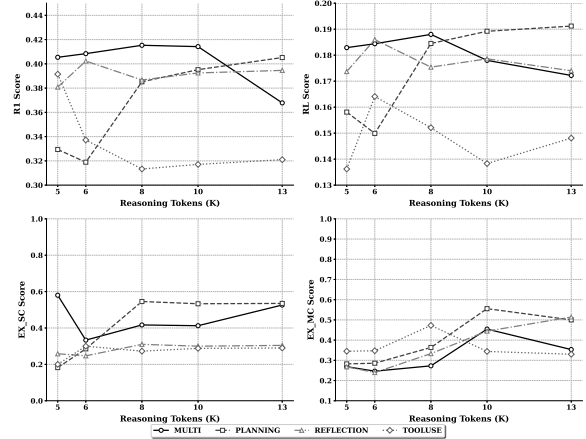 0.44
0.42
0.40
0.38
0.36
0.34
0.32
0.30
R1 Score
5 6 8 10 13
Reasoning Tokens (K)
0.20
0.19
0.18
0.17
0.16
0.15
0.14
0.13
RL Score
5 6 8 10 13
Reasoning Tokens (K)
1.0
0.8
0.6
0.4
0.2
0.0
EX_SC Score
5 6 8 10 13
Reasoning Tokens (K)
1.0
0.9
0.8
0.7
0.6
0.5
0.4
0.3
0.2
0.1
EX_MC Score
5 6 8 10 13
Reasoning Tokens (K)
MULTI PLANNING REFLECTION TOOLUSE